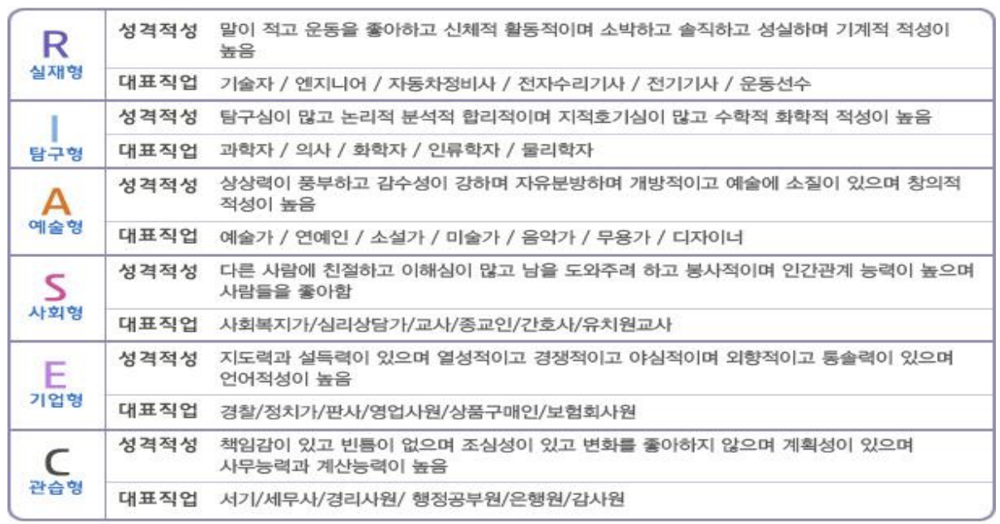 R
실재형
성격적성
말이 적고 운동을 좋아하고 신체적 활동적이며 소박하고 솔직하고 성실하며 기계적 적성이
높음
대표직업
기술자 / 엔지니어 / 자동차정비사 / 전자수리기사 / 전기기사 / 운동선수
I
탐구형
성격적성
탐구심이 많고 논리적 분석적 합리적이며 지적호기심이 많고 수학적 화학적 적성이 높음
대표직업
과학자 / 의사 / 화학자 / 인류학자 / 물리학자
A
예술형
성격적성
상상력이 풍부하고 감수성이 강하며 자유분방하며 개방적이고 예술에 소질이 있으며 창의적
적성이 높음
대표직업
예술가 / 연예인 / 소설가 / 미술가 / 음악가 / 무용가 / 디자이너
S
사회형
성격적성
다른 사람에 친절하고 이해심이 많고 남을 도와주려 하고 봉사적이며 인간관계 능력이 높으며
사람들을 좋아함
대표직업
사회복지가/심리상담가/교사/종교인/간호사/유치원교사
E
기업형
성격적성
지도력과 설득력이 있으며 열성적이고 경쟁적이고 야심적이며 외향적이고 통솔력이 있으며
언어적성이 높음
대표직업
경찰/정치가/판사/영업사원/상품구매인/보험회사원
C
관습형
성격적성
책임감이 있고 빈틈이 없으며 조심성이 있고 변화를 좋아하지 않으며 계획성이 있으며
사무능력과 계산능력이 높음
대표직업
서기/세무사/경리사원/ 행정공부원/은행원/감사원